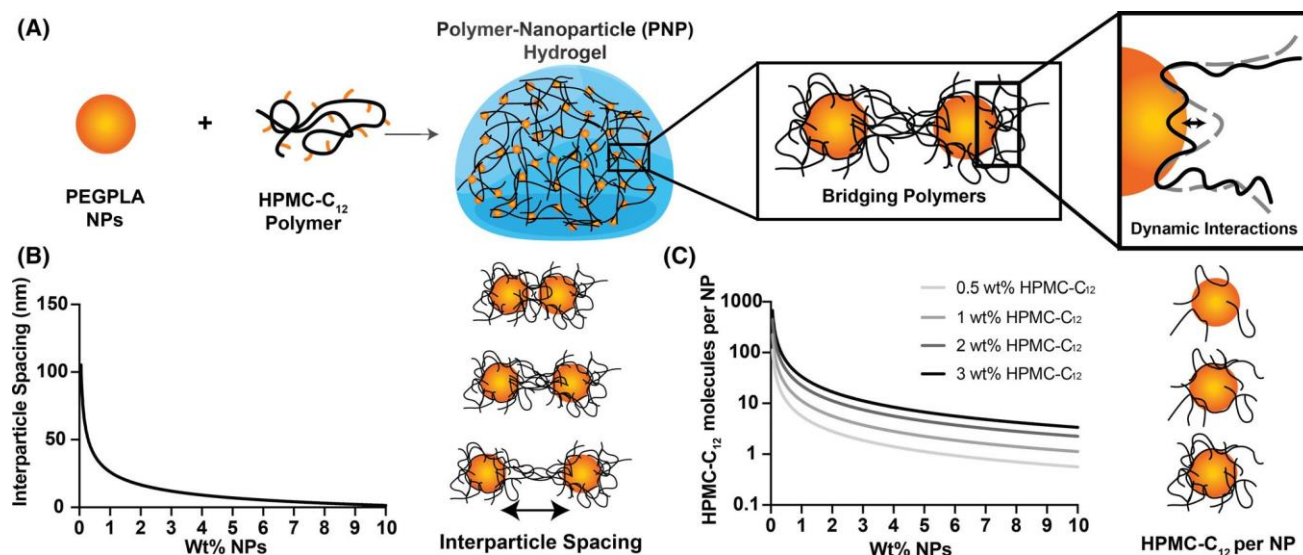 (A)
Polymer-Nanoparticle (PNP)
Hydrogel
+
PEGPLA
NPs
HPMC-C₁₂
Polymer
Bridging Polymers
Dynamic Interactions
(B)
Interparticle Spacing (nm)
150
100
50
0
0 1 2 3 4 5 6 7 8 9 10
Wt% NPs
Interparticle Spacing
(C)
HPMC-C₁₂ molecules per NP
1000
100
10
1
0.1
0 1 2 3 4 5 6 7 8 9 10
Wt% NPs
0.5 wt% HPMC-C₁₂
1 wt% HPMC-C₁₂
2 wt% HPMC-C₁₂
3 wt% HPMC-C₁₂
HPMC-C₁₂ per NP